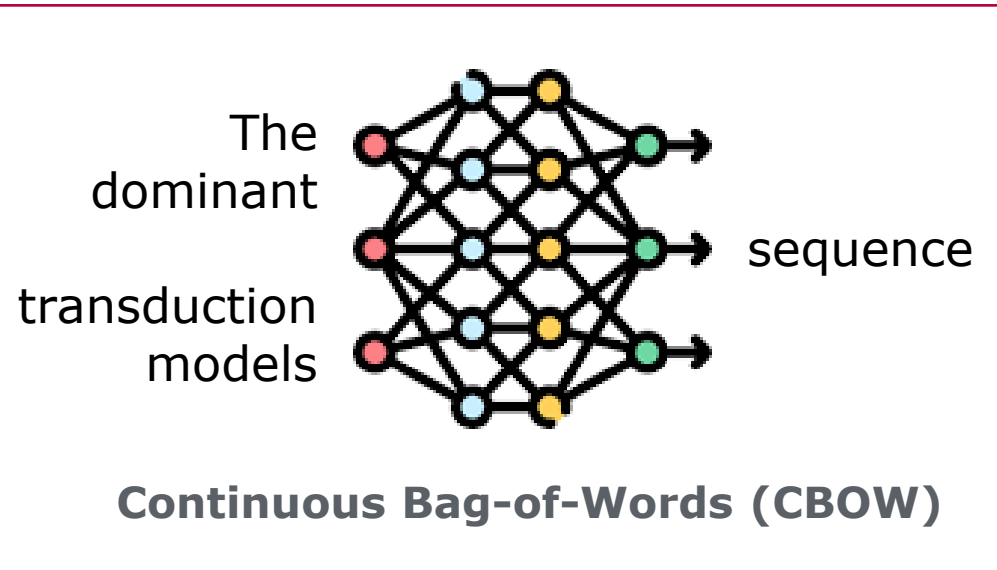 The
dominant
transduction
models
sequence
Continuous Bag-of-Words (CBOW)